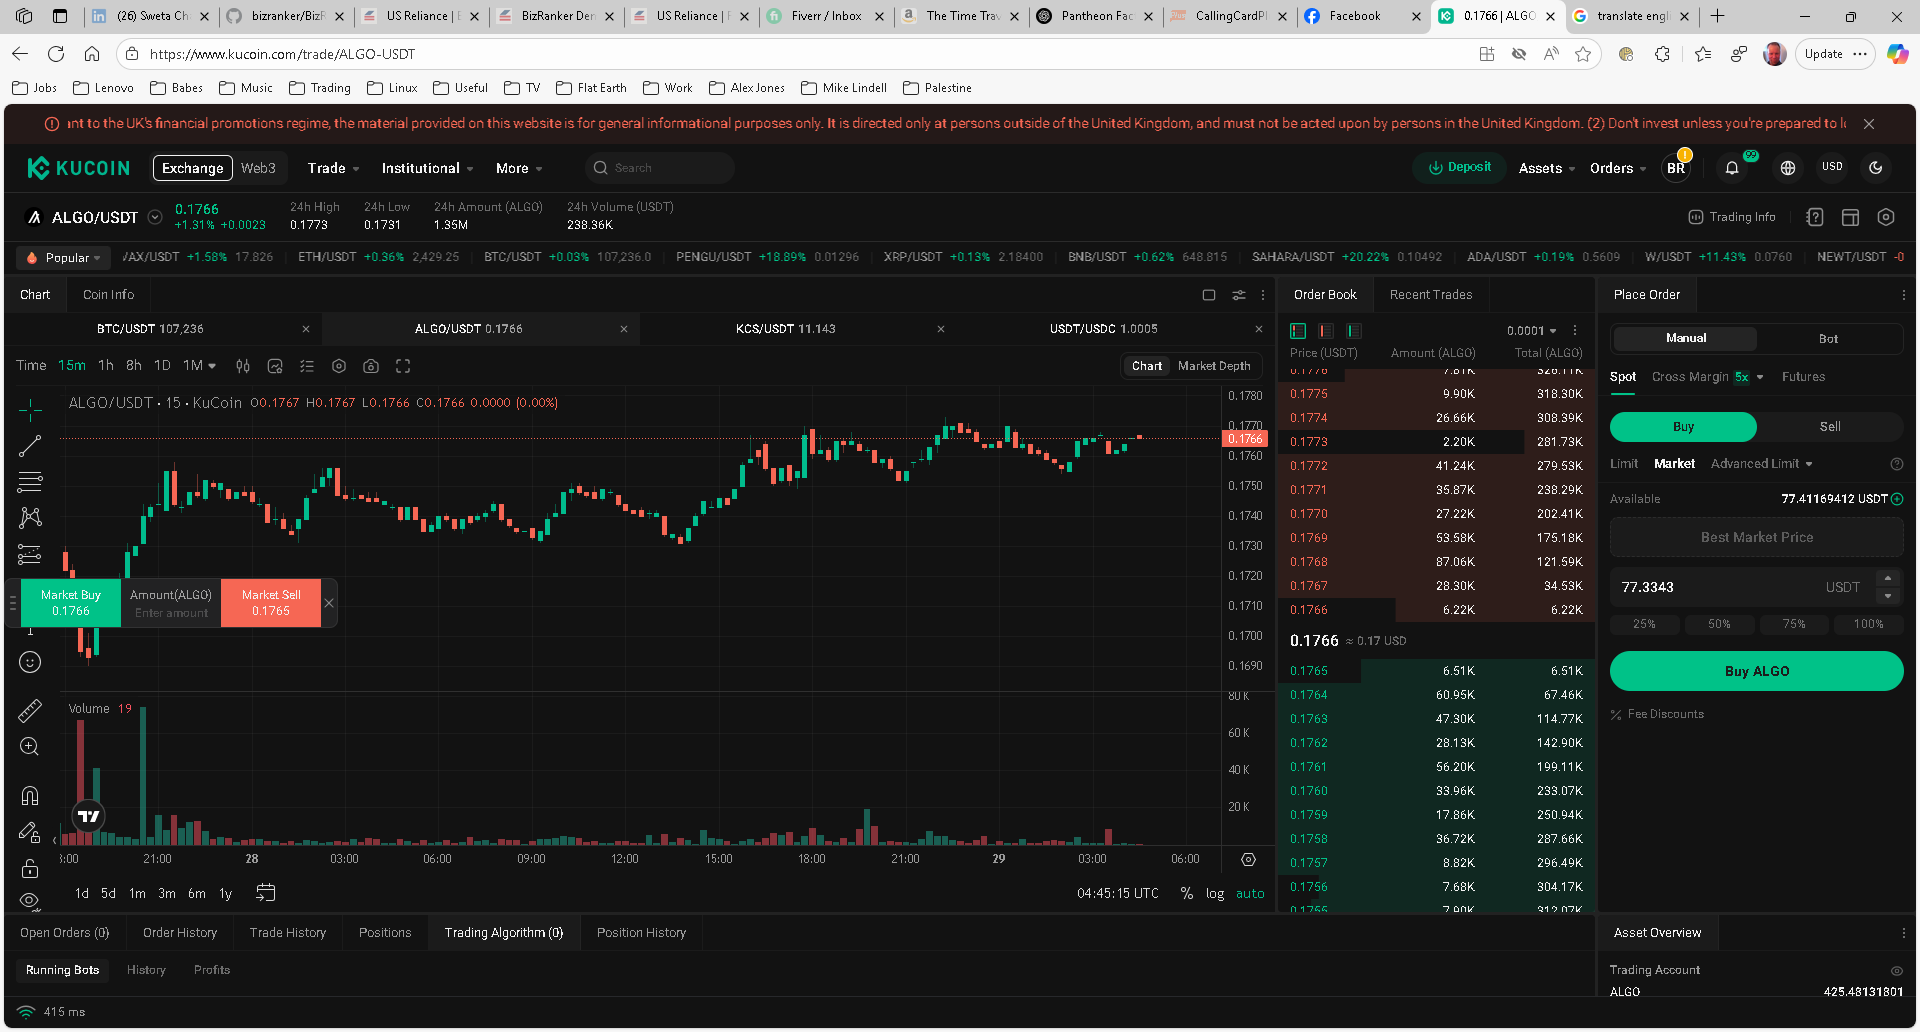 (26) Sweta Ch
bizranker/BizR
US Reliance |
BizRanker Den
US Reliance |
Fiverr / Inbox
The Time Trav
Pantheon Fac
CallingCardPl
Facebook
0.1766 | ALGO
translate engli
https://www.kucoin.com/trade/ALGO-USDT
Update
Jobs Lenovo Babes Music Trading Linux Useful TV Flat Earth Work Alex Jones Mike Lindell Palestine
ant to the UK's financial promotions regime, the material provided on this website is for general informational purposes only. It is directed only at persons outside of the United Kingdom, and must not be acted upon by persons in the United Kingdom. (2) Don't invest unless you're prepared to l
KUCOIN Exchange Web3 Trade Institutional More Search Deposit Assets Orders BR 99 USD
ALGO/USDT
0.1766
+1.31% +0.0023
24h High
0.1773
24h Low
0.1731
24h Amount (ALGO)
1.35M
24h Volume (USDT)
238.36K
Trading Info
Popular VAX/USDT +1.58% 17.826 ETH/USDT +0.36% 2,429.25 BTC/USDT +0.03% 107,236.0 PENGU/USDT +18.89% 0.01296 XRP/USDT +0.13% 2.18400 BNB/USDT +0.62% 648.815 SAHARA/USDT +20.22% 0.10492 ADA/USDT +0.19% 0.5609 W/USDT +11.43% 0.0760 NEWT/USDT -0
Chart Coin Info
BTC/USDT 107,236 ALGO/USDT 0.1766 KCS/USDT 11.143 USDT/USDC 1.0005
Time 15m 1h 8h 1D 1M Chart Market Depth
ALGO/USDT · 15 · KuCoin O0.1767 H0.1767 L0.1766 C0.1766 0.0000 (0.00%)
0.1780
0.1770
0.1766
0.1760
0.1750
0.1740
0.1730
0.1720
0.1710
0.1700
0.1690
Market Buy
0.1766
Amount(ALGO)
Enter amount
Market Sell
0.1765
Volume 19
80 K
60 K
40 K
20 K
3:00 21:00 28 03:00 06:00 09:00 12:00 15:00 18:00 21:00 29 03:00 06:00
1d 5d 1m 3m 6m 1y 04:45:15 UTC % log auto
Order Book Recent Trades
0.0001
Price (USDT) Amount (ALGO) Total (ALGO)
0.1776 7.81K 326.11K
0.1775 9.90K 318.30K
0.1774 26.66K 308.39K
0.1773 2.20K 281.73K
0.1772 41.24K 279.53K
0.1771 35.87K 238.29K
0.1770 27.22K 202.41K
0.1769 53.58K 175.18K
0.1768 87.06K 121.59K
0.1767 28.30K 34.53K
0.1766 6.22K 6.22K
0.1766 ≈ 0.17 USD
0.1765 6.51K 6.51K
0.1764 60.95K 67.46K
0.1763 47.30K 114.77K
0.1762 28.13K 142.90K
0.1761 56.20K 199.11K
0.1760 33.96K 233.07K
0.1759 17.86K 250.94K
0.1758 36.72K 287.66K
0.1757 8.82K 296.49K
0.1756 7.68K 304.17K
0.1755 7.90K 312.07K
Place Order
Manual Bot
Spot Cross Margin 5x Futures
Buy Sell
Limit Market Advanced Limit
Available 77.41169412 USDT
Best Market Price
77.3343 USDT
25% 50% 75% 100%
Buy ALGO
Fee Discounts
Open Orders (0) Order History Trade History Positions Trading Algorithm (0) Position History
Running Bots History Profits
Asset Overview
Trading Account
ALGO 425.48131801
415 ms